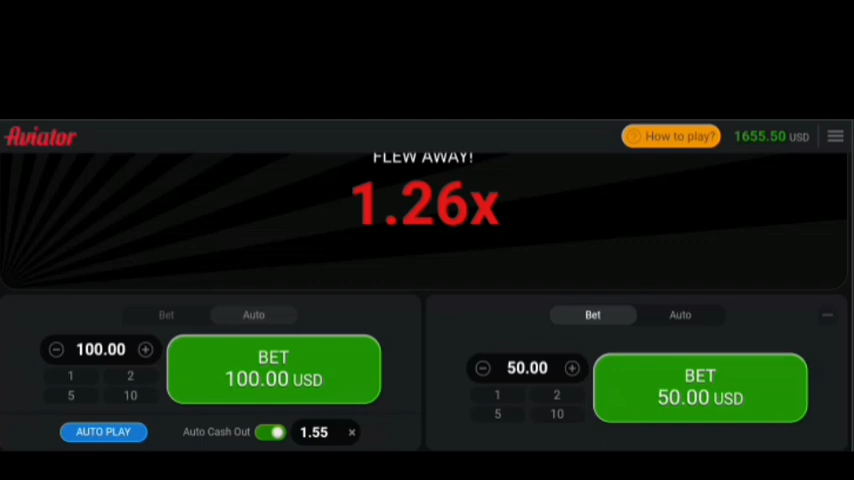 Aviator
How to play?
1655.50 USD
FLEW AWAY!
1.26x
Bet Auto
100.00
1 2
5 10
BET
100.00 USD
AUTO PLAY
Auto Cash Out
1.55 ×
Bet Auto
50.00
1 2
5 10
BET
50.00 USD